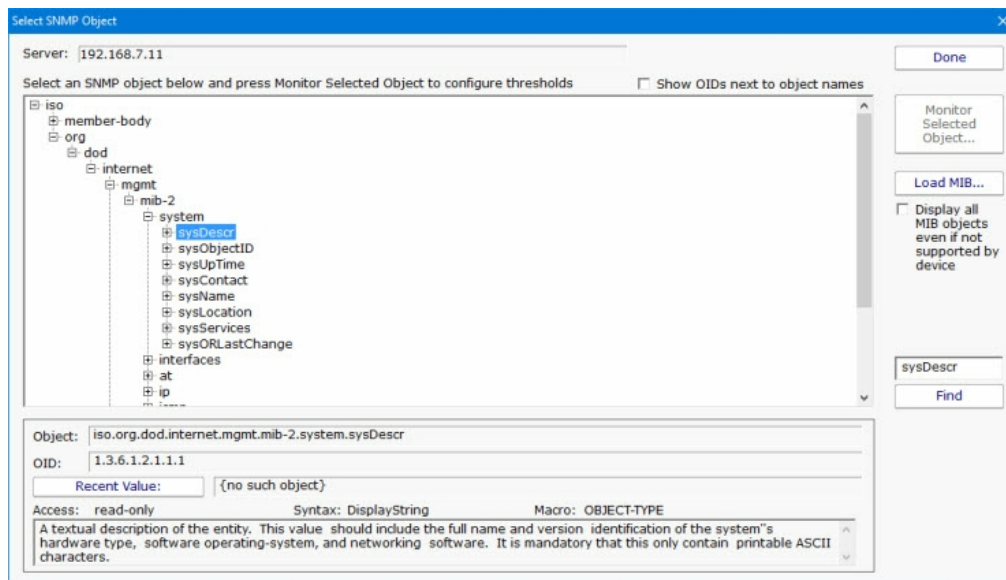 Select SNMP Object
Server: 192.168.7.11
Done
Select an SNMP object below and press Monitor Selected Object to configure thresholds
Show OIDs next to object names
iso
member-body
org
dod
internet
mgmt
mib-2
system
sysDescr
sysObjectID
sysUpTime
sysContact
sysName
sysLocation
sysServices
sysORLastChange
interfaces
at
ip
Monitor
Selected
Object...
Load MIB...
Display all
MIB objects
even if not
supported by
device
sysDescr
Find
Object: iso.org.dod.internet.mgmt.mib-2.system.sysDescr
OID: 1.3.6.1.2.1.1.1
Recent Value: {no such object}
Access: read-only Syntax: DisplayString Macro: OBJECT-TYPE
A textual description of the entity. This value should include the full name and version identification of the system"s
hardware type, software operating-system, and networking software. It is mandatory that this only contain printable ASCII
characters.